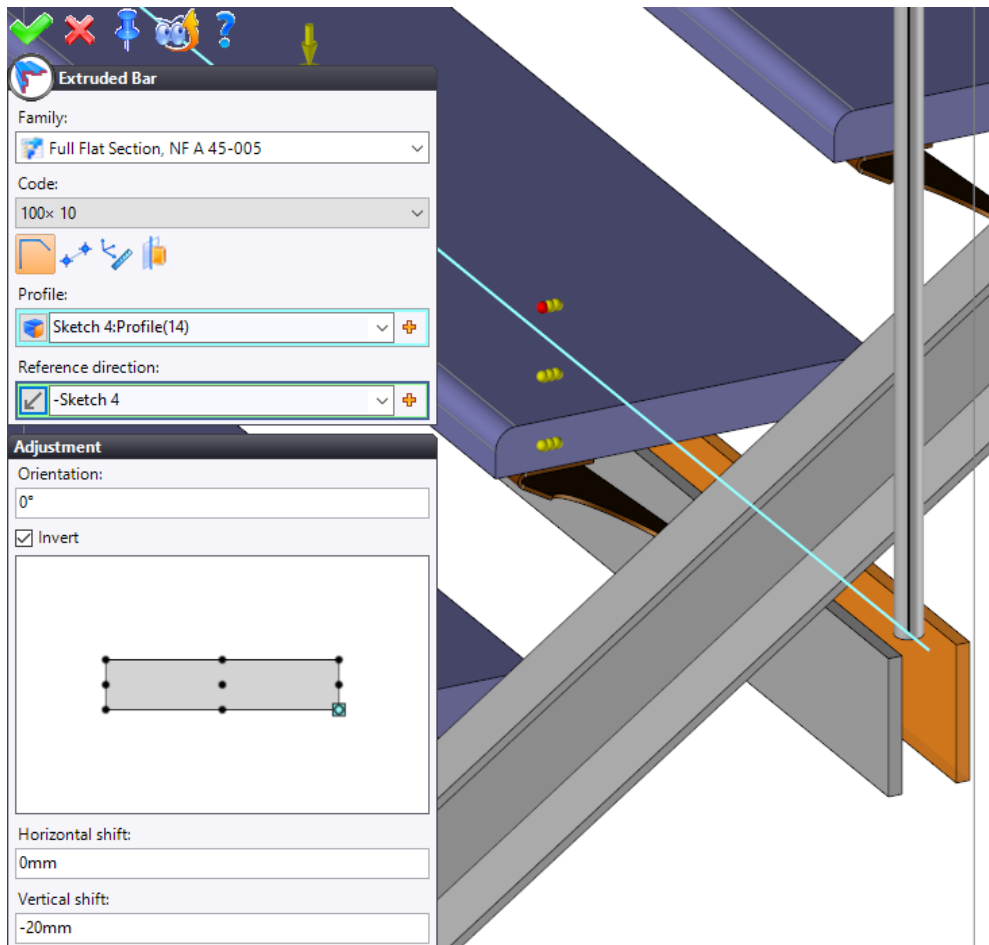 Extruded Bar
Family:
Full Flat Section, NF A 45-005
Code:
100× 10
Profile:
Sketch 4:Profile(14)
Reference direction:
-Sketch 4
Adjustment
Orientation:
0°
Invert
Horizontal shift:
0mm
Vertical shift:
-20mm